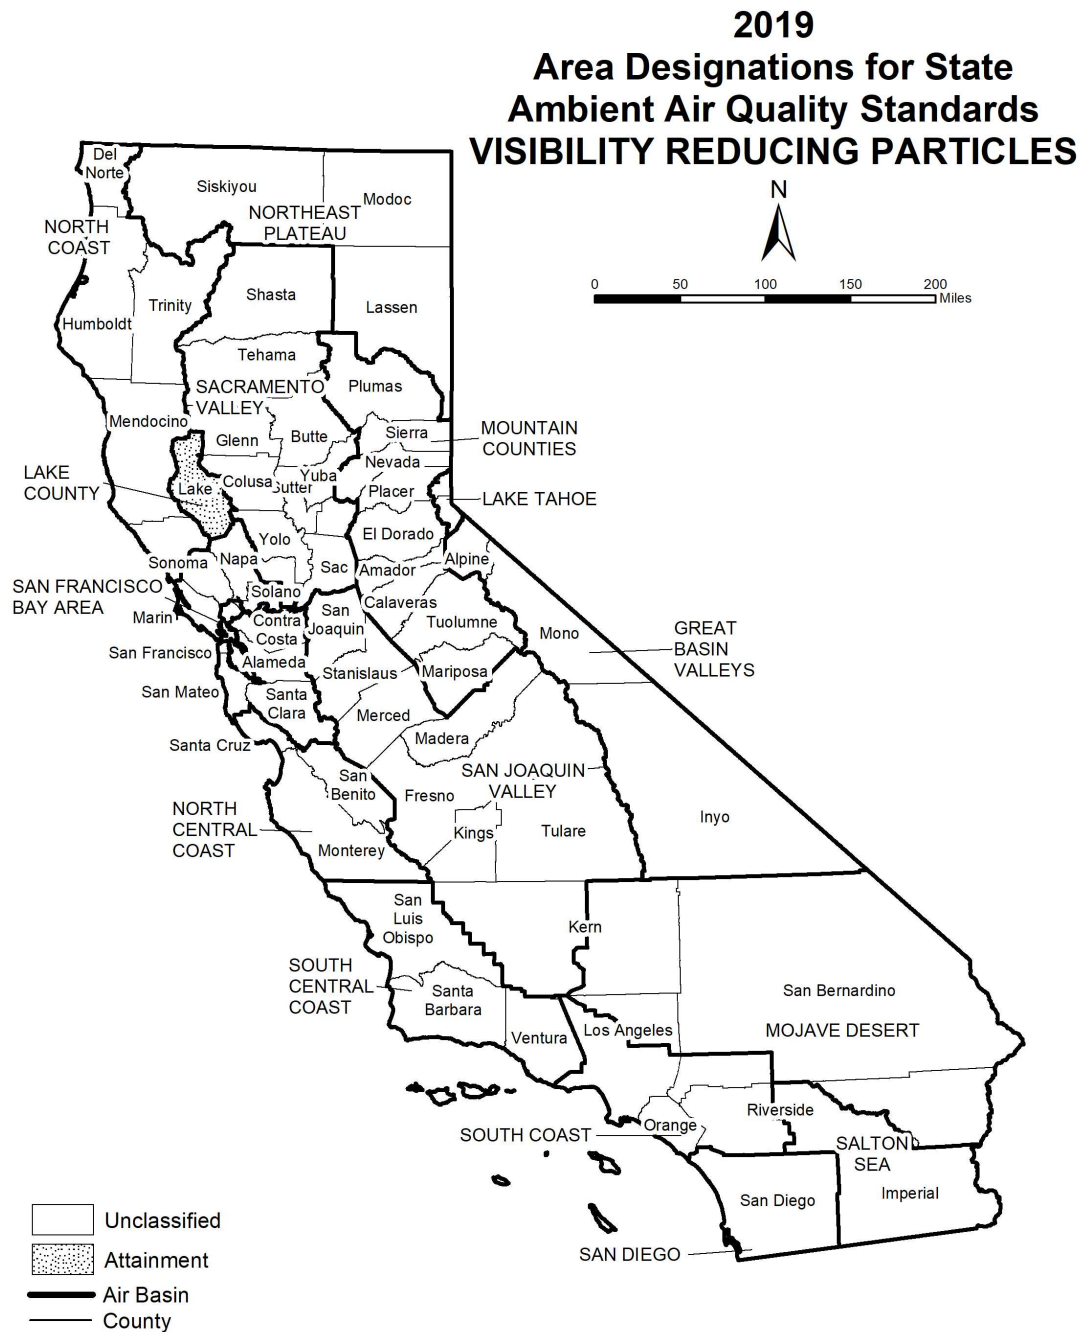 2019
Area Designations for State
Ambient Air Quality Standards
VISIBILITY REDUCING PARTICLES
N
0 50 100 150 200
Miles
Del
Norte
Siskiyou
Modoc
NORTHEAST
PLATEAU
NORTH
COAST
Shasta
Trinity
Lassen
Humboldt
Tehama
Plumas
SACRAMENTO
VALLEY
Mendocino
Glenn
Butte
Sierra
MOUNTAIN
COUNTIES
Nevada
LAKE
COUNTY
Lake
Colusa
Sutter
Yuba
Placer
LAKE TAHOE
El Dorado
Yolo
Sonoma
Napa
Sac
Amador
Alpine
SAN FRANCISCO
BAY AREA
Solano
Marin
Contra
Costa
San
Joaquin
Calaveras
Tuolumne
Mono
GREAT
BASIN
VALLEYS
San Francisco
Alameda
Stanislaus
Mariposa
San Mateo
Santa
Clara
Merced
Santa Cruz
Madera
SAN JOAQUIN
VALLEY
San
Benito
Fresno
NORTH
CENTRAL
COAST
Kings
Tulare
Inyo
Monterey
San
Luis
Obispo
Kern
SOUTH
CENTRAL
COAST
Santa
Barbara
San Bernardino
Ventura
Los Angeles
MOJAVE DESERT
Riverside
SOUTH COAST
Orange
SALTON
SEA
San Diego
Imperial
SAN DIEGO
Unclassified
Attainment
Air Basin
County